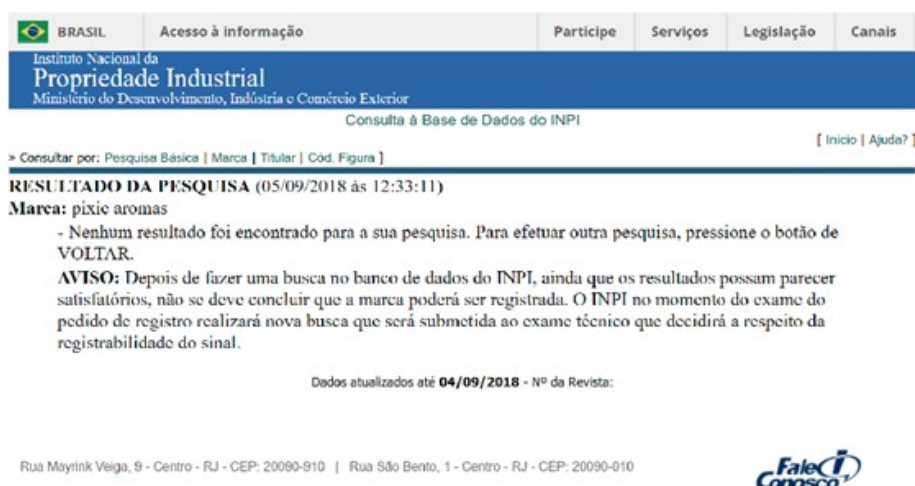 BRASIL Acesso à informação Participe Serviços Legislação Canais
Instituto Nacional da
Propriedade Industrial
Ministério do Desenvolvimento, Indústria e Comércio Exterior
Consulta à Base de Dados do INPI
[ Início | Ajuda? ]
» Consultar por: Pesquisa Básica | Marca | Titular | Cód. Figura ]
RESULTADO DA PESQUISA (05/09/2018 às 12:33:11)
Marca: pixie aromas
- Nenhum resultado foi encontrado para a sua pesquisa. Para efetuar outra pesquisa, pressione o botão de
VOLTAR.
AVISO: Depois de fazer uma busca no banco de dados do INPI, ainda que os resultados possam parecer
satisfatórios, não se deve concluir que a marca poderá ser registrada. O INPI no momento do exame do
pedido de registro realizará nova busca que será submetida ao exame técnico que decidirá a respeito da
registrabilidade do sinal.
Dados atualizados até 04/09/2018 - Nº da Revista:
Rua Mayrink Veiga, 9 - Centro - RJ - CEP: 20090-910 | Rua São Bento, 1 - Centro - RJ - CEP: 20090-010
Fale
Conosco